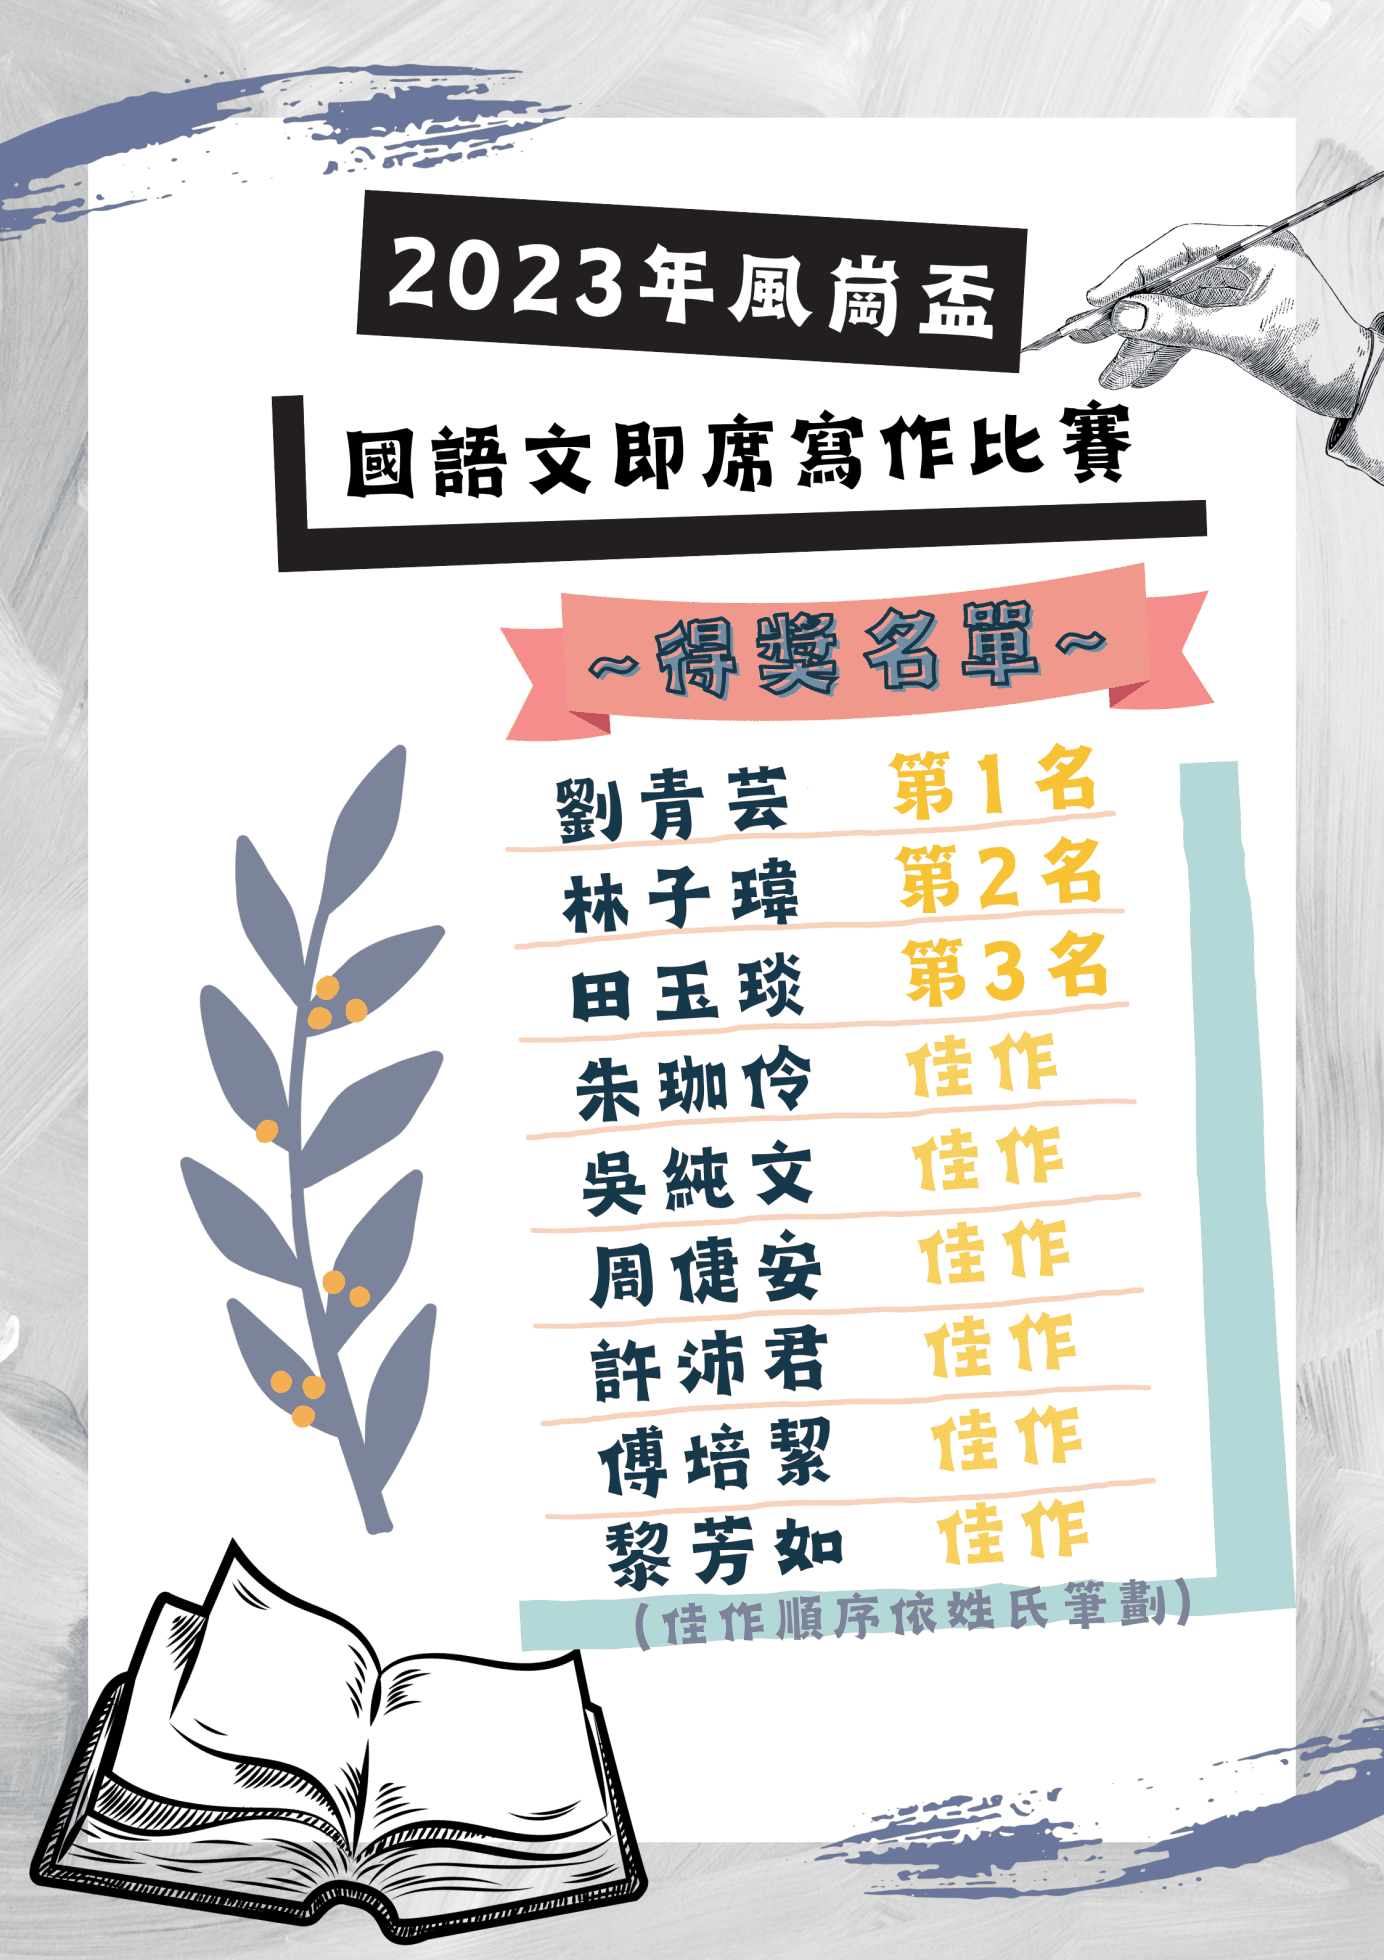 2023年風崗盃
國語文即席寫作比賽
~得獎名單~
劉青芸 第1名
林子瑋 第2名
田玉琰 第3名
朱珈伶 佳作
吳純文 佳作
周倢安 佳作
許沛君 佳作
傅培絜 佳作
黎芳如 佳作
(佳作順序依姓氏筆劃)